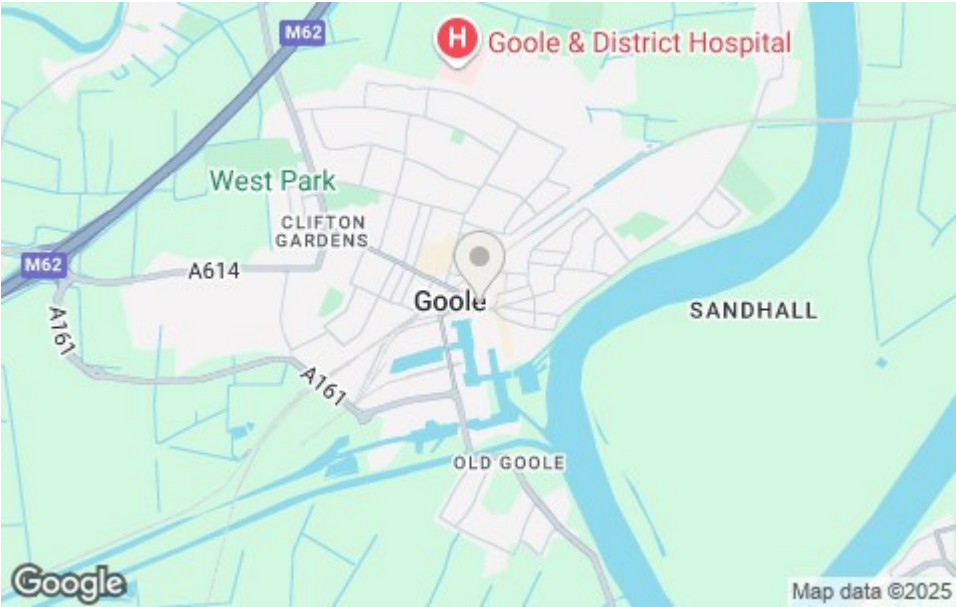 M62
H
Goole & District Hospital
West Park
CLIFTON
GARDENS
M62
A614
Goole
SANDHALL
A161
A161
OLD GOOLE
Google
Map data ©2025